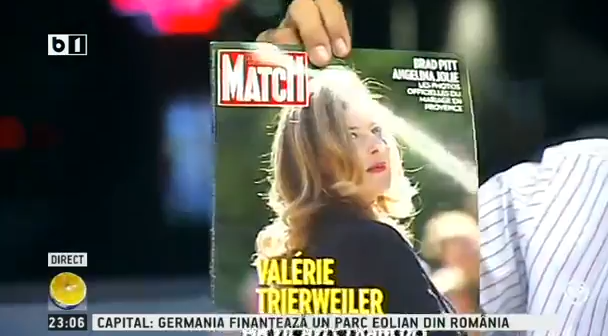 b1
MATCH
BRAD PITT
ANGELINA JOLIE
LES PHOTOS
OFFICIELLES DU
MARIAGE EN
PROVENCE
VALÉRIE
TRIERWEILER
DIRECT
23:06 CAPITAL: GERMANIA FINANȚEAZĂ UN PARC EOLIAN DIN ROMÂNIA